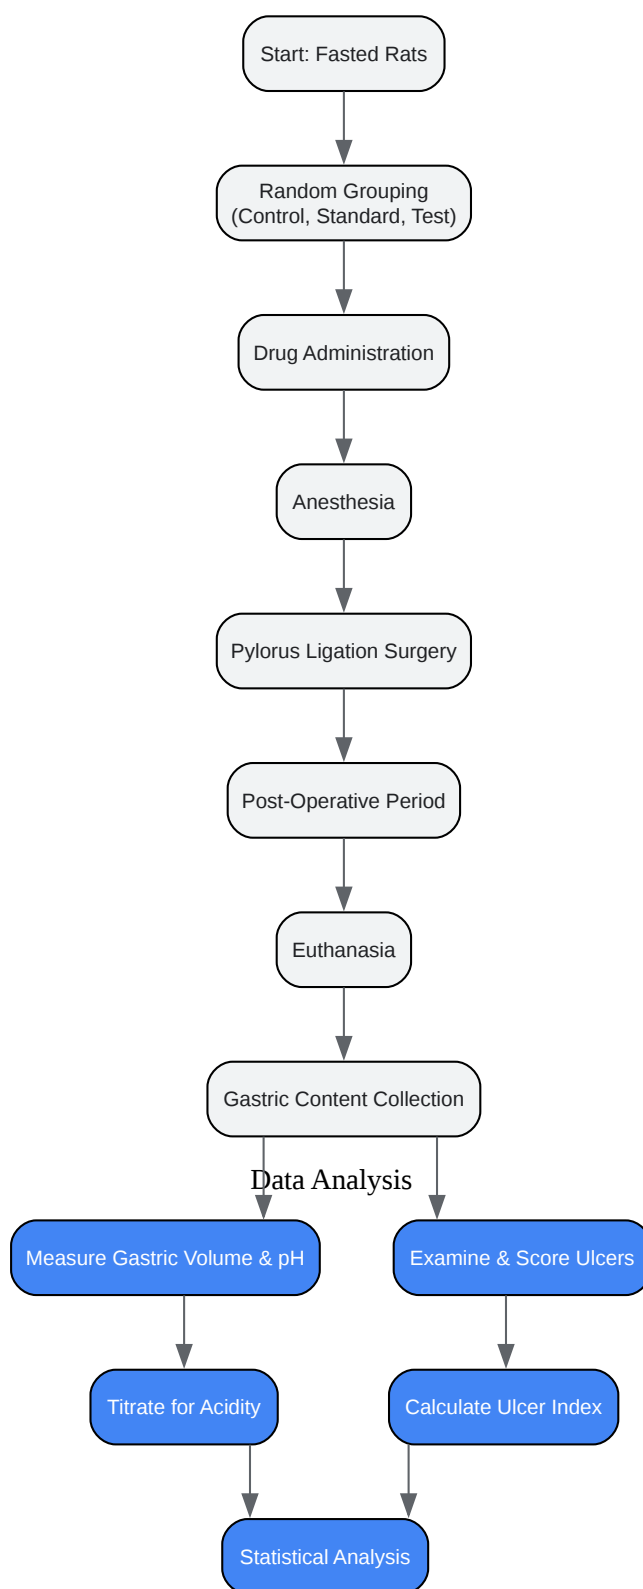 Start: Fasted Rats
Random Grouping
(Control, Standard, Test)
Drug Administration
Anesthesia
Pylorus Ligation Surgery
Post-Operative Period
Euthanasia
Gastric Content Collection
Data Analysis
Measure Gastric Volume & pH
Examine & Score Ulcers
Titrate for Acidity
Calculate Ulcer Index
Statistical Analysis